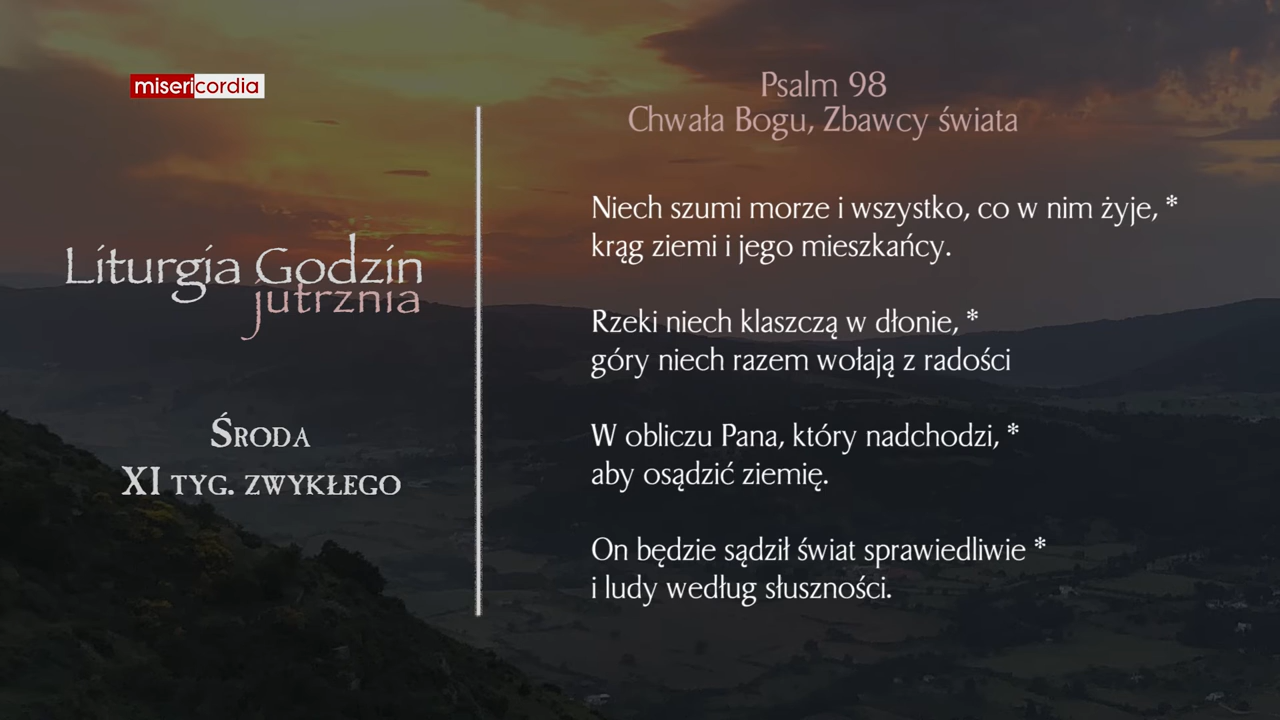 misericordia
Liturgia Godzin
jutrznia
Środa
XI tyg. zwykłego
Psalm 98
Chwała Bogu, Zbawcy świata
Niech szumi morze i wszystko, co w nim żyje, *
krąg ziemi i jego mieszkańcy.
Rzeki niech klaszczą w dłonie, *
góry niech razem wołają z radości
W obliczu Pana, który nadchodzi, *
aby osądzić ziemię.
On będzie sądził świat sprawiedliwie *
i ludy według słuszności.